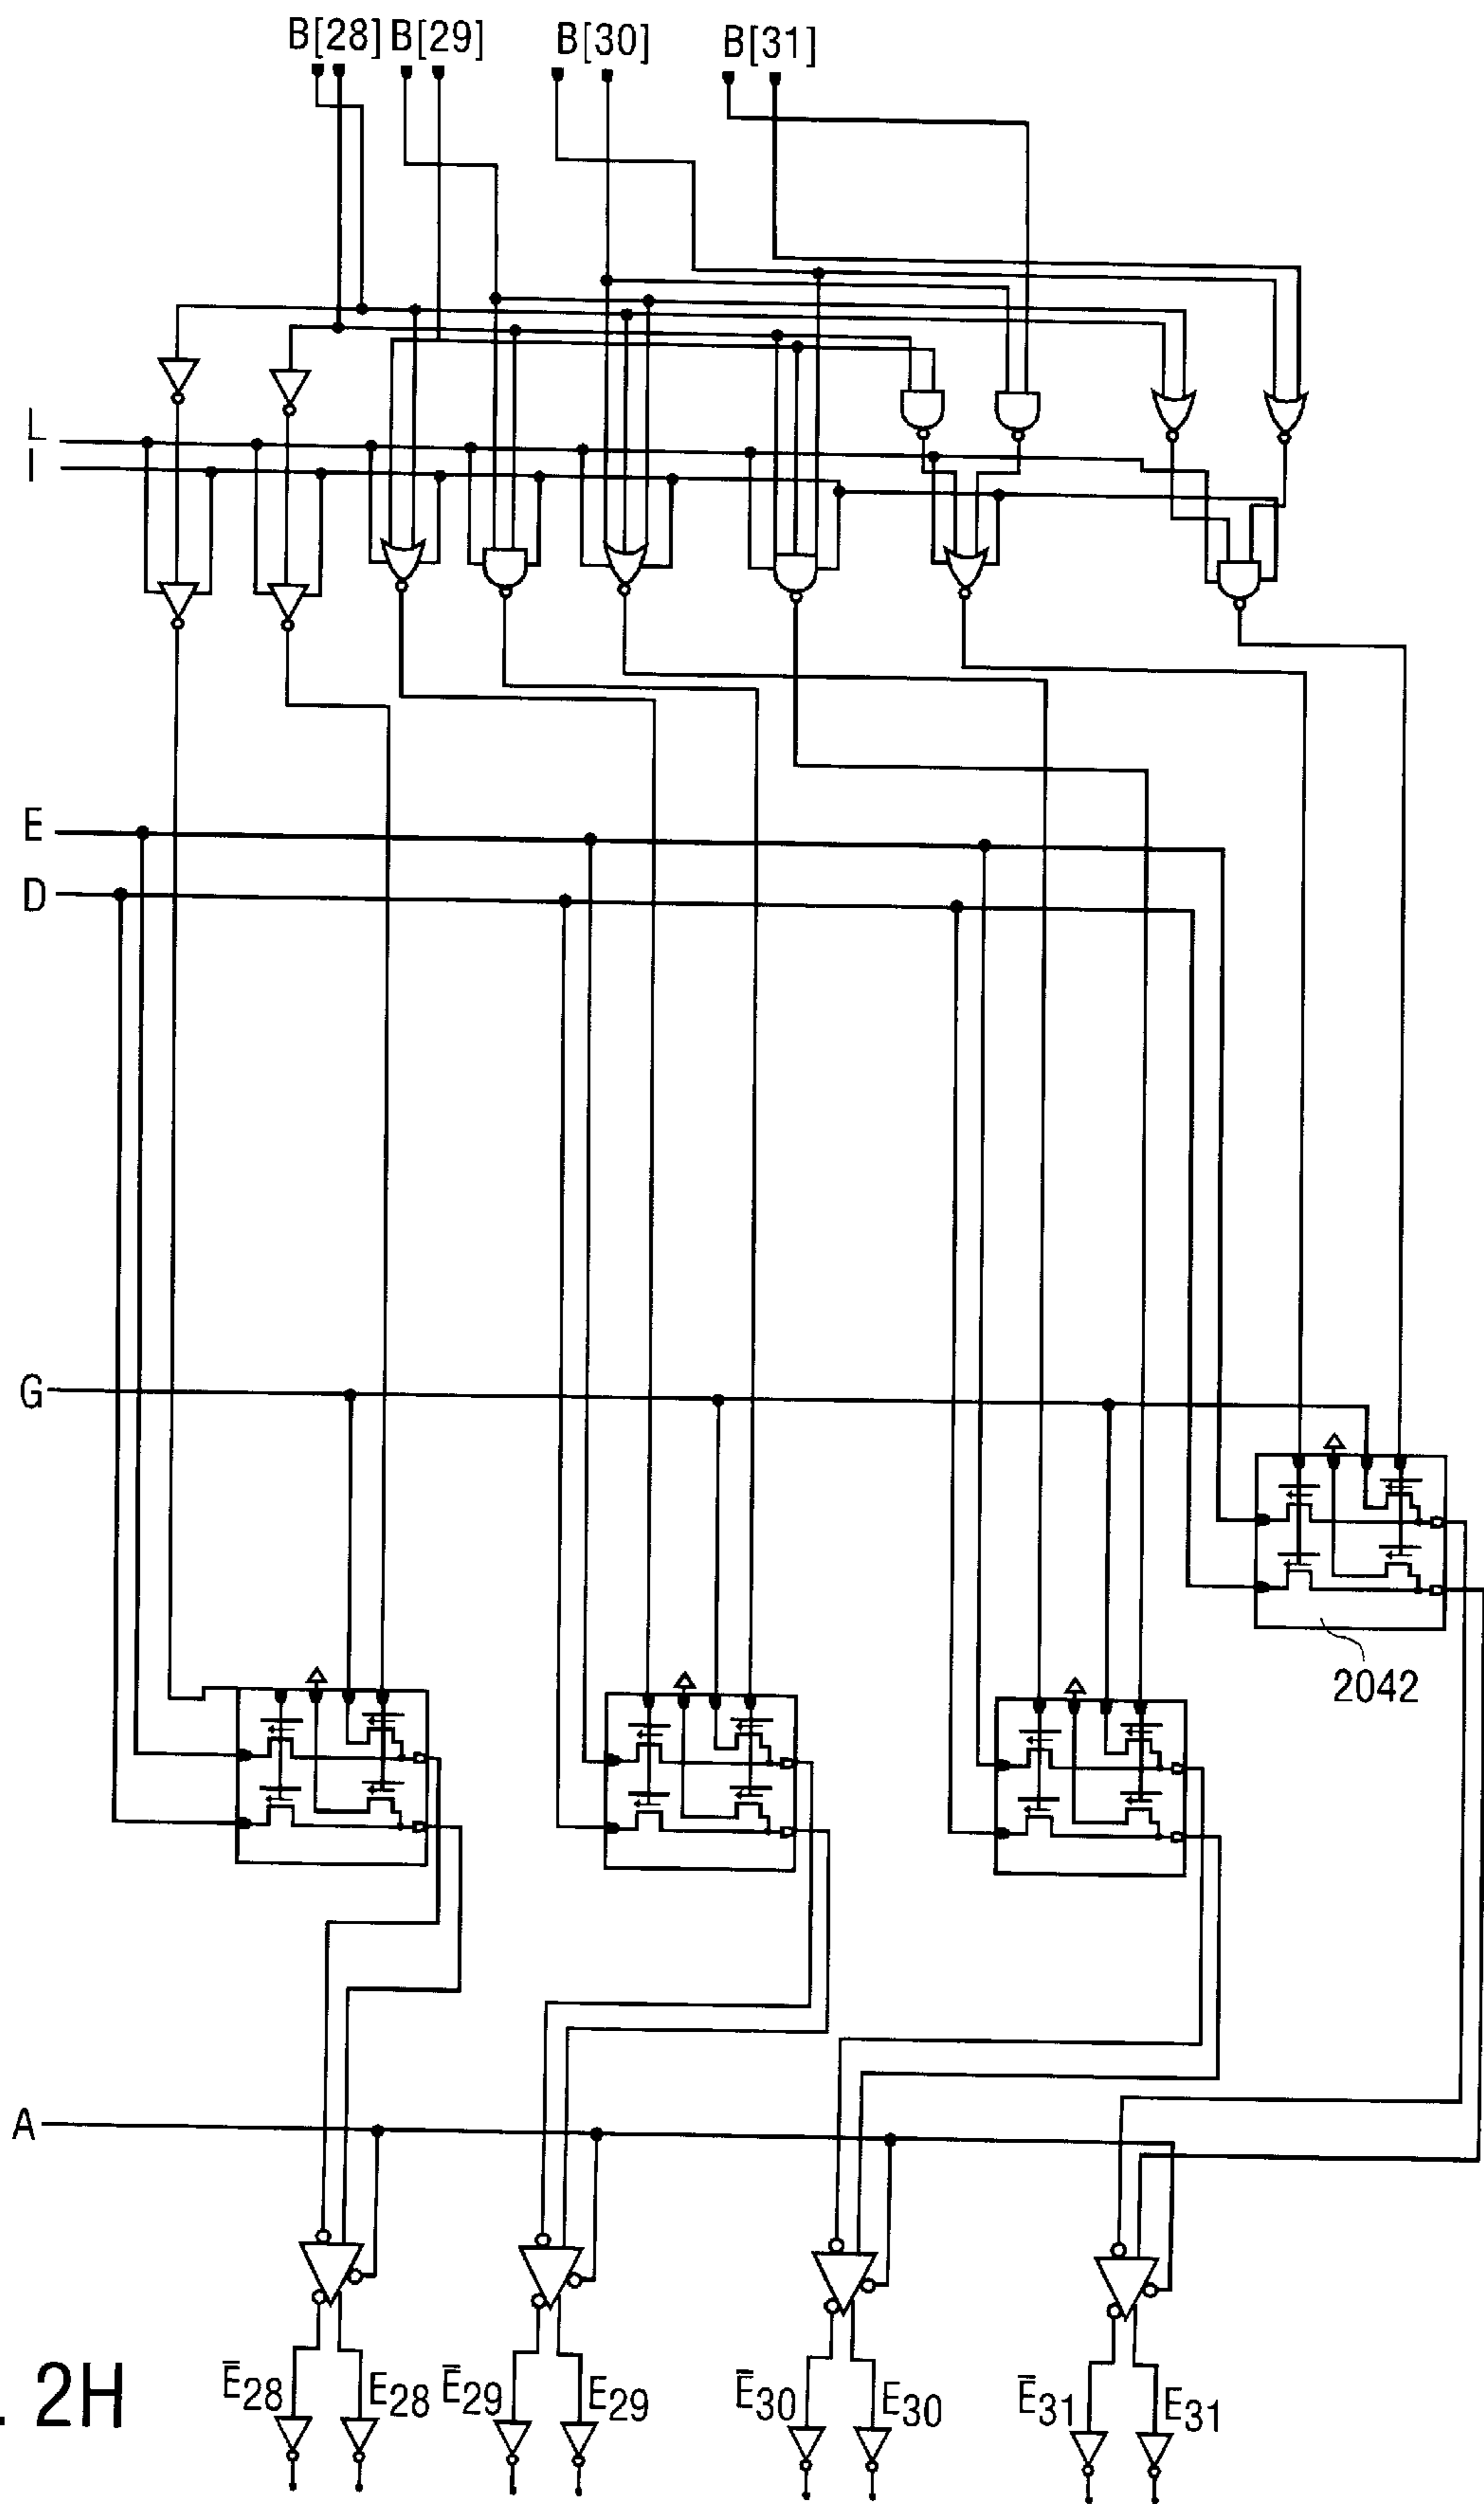 B[28] B[29] B[30] B[31]
L
I
E
D
G
2042
A
E̅28 E28 E̅29 E29 E̅30 E30 E̅31 E31
. 2H